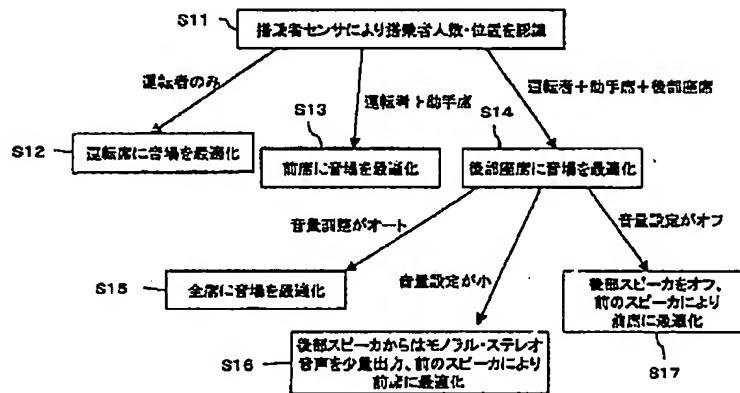 S11
搭乗者センサにより搭乗者人数・位置を認識
運転者のみ
運転者+助手席
運転者+助手席+後部座席
S13
S14
S12
運転席に音場を最適化
前席に音場を最適化
後部座席に音場を最適化
音量調整がオート
音量設定が小
音量設定がオフ
S15
全席に音場を最適化
後部スピーカをオフ、
前のスピーカにより
前席に最適化
S16
後部スピーカからはモノラル・ステレオ
音声を少量出力、前のスピーカにより
前席に最適化
S17